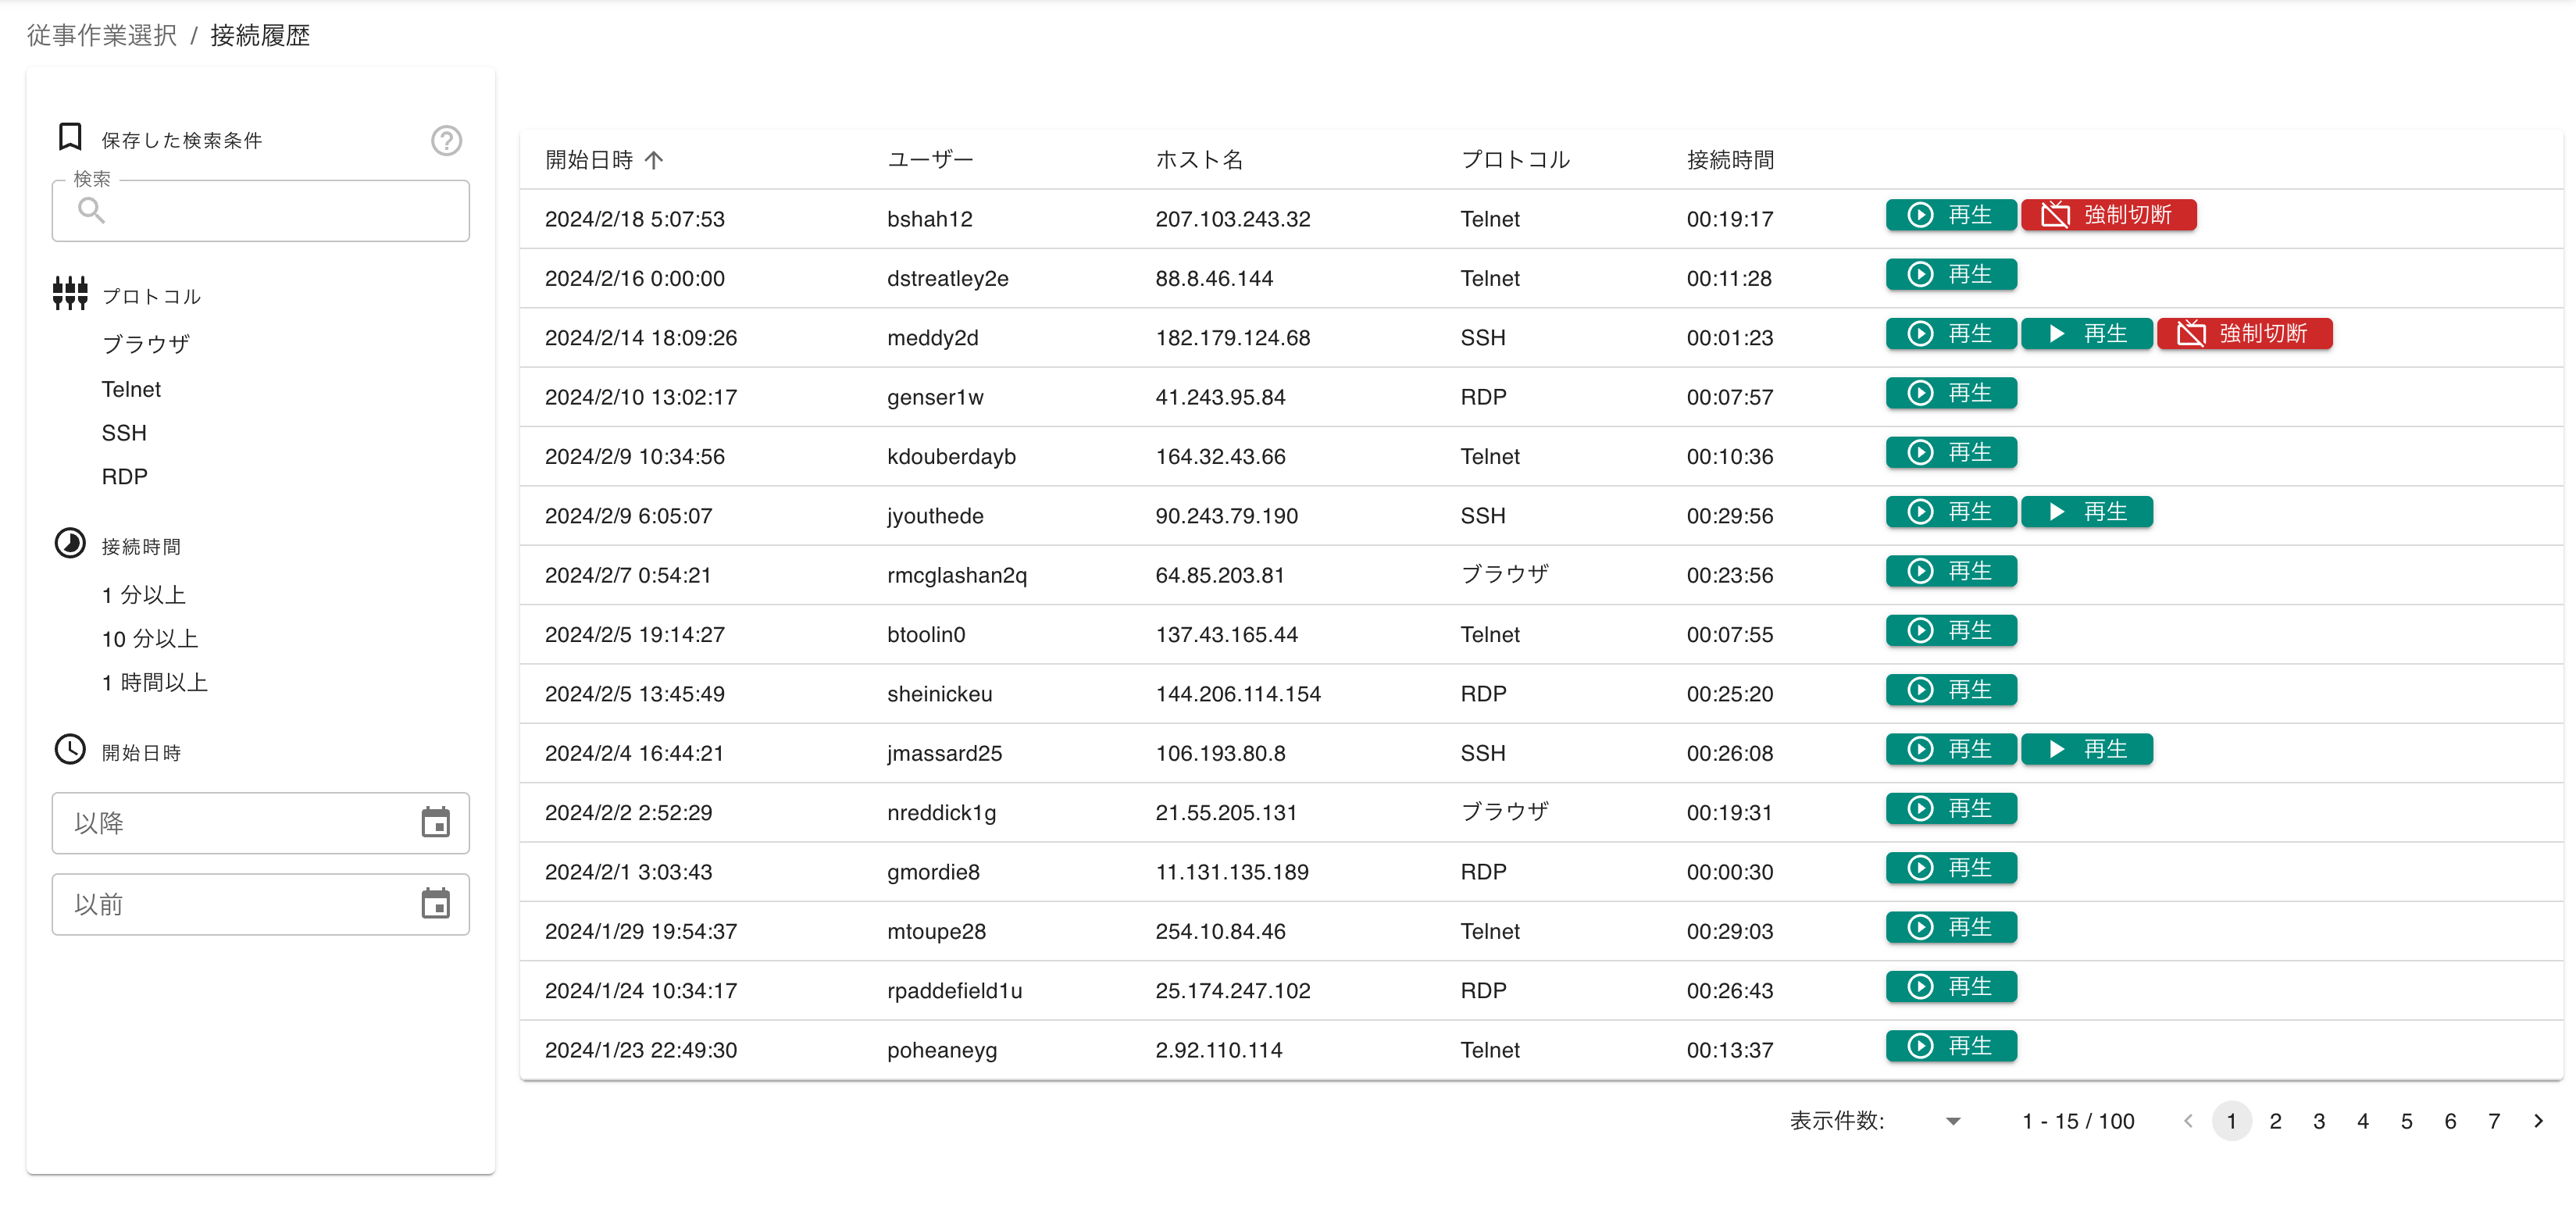 従事作業選択 / 接続履歴
保存した検索条件
検索
プロトコル
ブラウザ
Telnet
SSH
RDP
接続時間
1 分以上
10 分以上
1 時間以上
開始日時
以降
以前
開始日時 ユーザー ホスト名 プロトコル 接続時間
2024/2/18 5:07:53 bshah12 207.103.243.32 Telnet 00:19:17 再生 強制切断
2024/2/16 0:00:00 dstreatley2e 88.8.46.144 Telnet 00:11:28 再生
2024/2/14 18:09:26 meddy2d 182.179.124.68 SSH 00:01:23 再生 再生 強制切断
2024/2/10 13:02:17 genser1w 41.243.95.84 RDP 00:07:57 再生
2024/2/9 10:34:56 kdouberdayb 164.32.43.66 Telnet 00:10:36 再生
2024/2/9 6:05:07 jyouthede 90.243.79.190 SSH 00:29:56 再生 再生
2024/2/7 0:54:21 rmcglashan2q 64.85.203.81 ブラウザ 00:23:56 再生
2024/2/5 19:14:27 btoolin0 137.43.165.44 Telnet 00:07:55 再生
2024/2/5 13:45:49 sheinickeu 144.206.114.154 RDP 00:25:20 再生
2024/2/4 16:44:21 jmassard25 106.193.80.8 SSH 00:26:08 再生 再生
2024/2/2 2:52:29 nreddick1g 21.55.205.131 ブラウザ 00:19:31 再生
2024/2/1 3:03:43 gmordie8 11.131.135.189 RDP 00:00:30 再生
2024/1/29 19:54:37 mtoupe28 254.10.84.46 Telnet 00:29:03 再生
2024/1/24 10:34:17 rpaddefield1u 25.174.247.102 RDP 00:26:43 再生
2024/1/23 22:49:30 poheaneyg 2.92.110.114 Telnet 00:13:37 再生
表示件数: 1 - 15 / 100 1 2 3 4 5 6 7